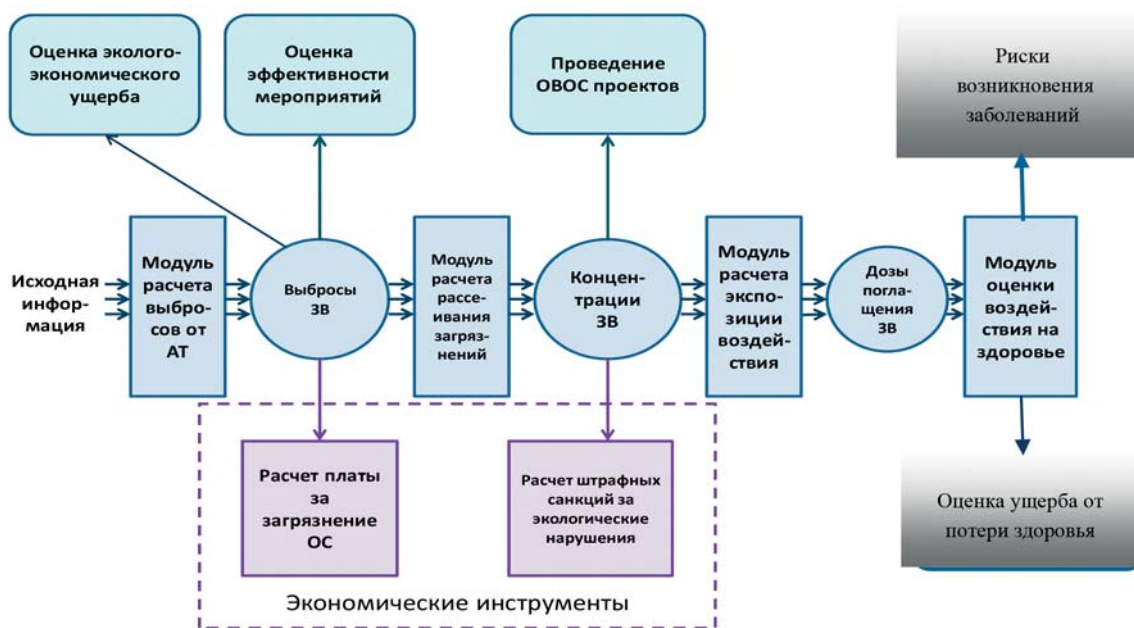 Оценка эколого-
экономического
ущерба
Оценка
эффективности
мероприятий
Проведение
ОВОС проектов
Риски
возникновения
заболеваний
Исходная
инфор-
мация
Модуль
расчета
выбро-
сов от
АТ
Выбросы
ЗВ
Модуль
расчета
рассе-
ивания
загряз-
нений
Концен-
трации
ЗВ
Модуль
расчета
экспо-
зиции
воздей-
ствия
Дозы
погла-
щения
ЗВ
Модуль
оценки
воздей-
ствия на
здоровье
Расчет платы
за
загрязнение
ОС
Расчет штрафных
санкций за
экологические
нарушения
Оценка ущерба от
потери здоровья
Экономические инструменты